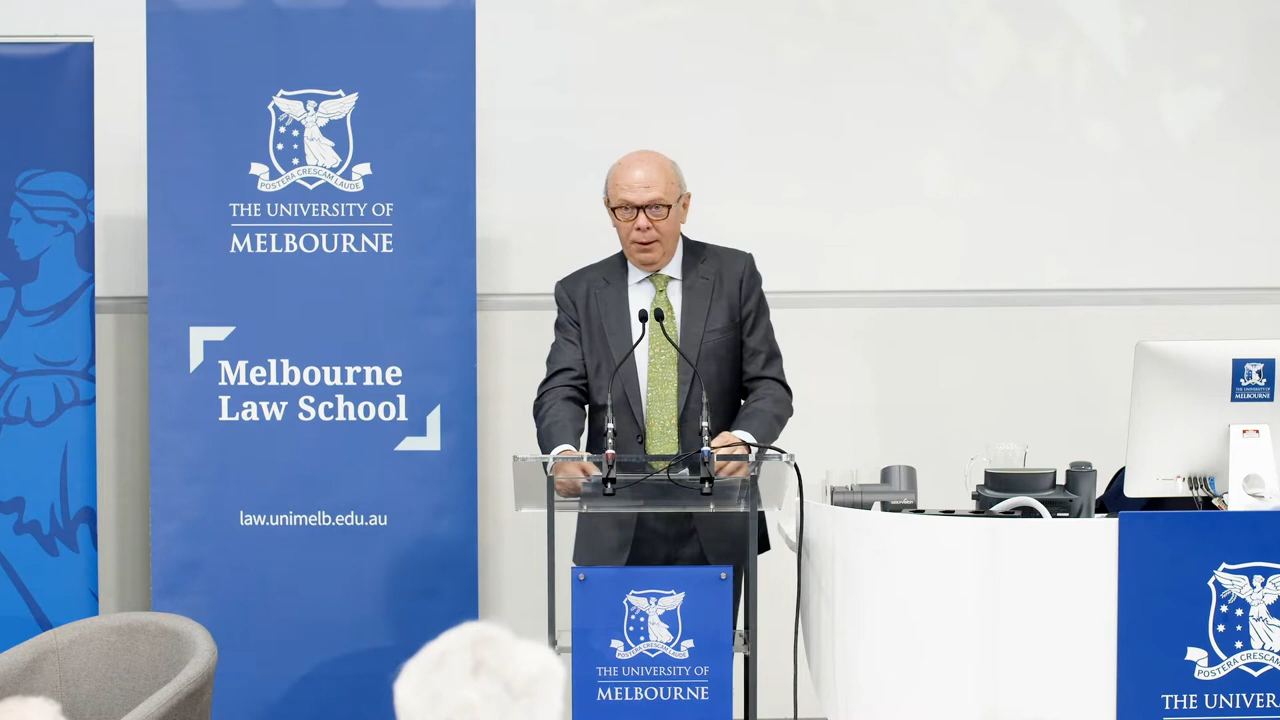 POSTERA CRESCAM LAUDE
THE UNIVERSITY OF
MELBOURNE
Melbourne
Law School
law.unimelb.edu.au
POSTERA CRESCAM LAUDE
THE UNIVERSITY OF
MELBOURNE
THE UNIVERSITY OF
MELBOURNE
POSTERA CRESCAM
THE UNIVER